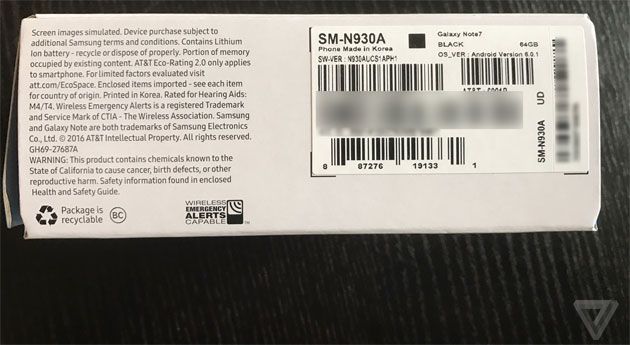 Screen images simulated. Device purchase subject to
additional Samsung terms and conditions. Contains Lithium
Ion battery - recycle or dispose of properly. Portion of memory
occupied by existing content. AT&T Eco-Rating 2.0 only applies
to smartphone. For limited factors evaluated visit
att.com/EcoSpace. Enclosed items imported - see each item
for country of origin. Printed in Korea. Rated for Hearing Aids:
M4/T4. Wireless Emergency Alerts is a registered Trademark
and Service Mark of CTIA - The Wireless Association. Samsung
and Galaxy Note are both trademarks of Samsung Electronics
Co., Ltd. © 2016 AT&T Intellectual Property. All rights reserved.
GH69-27687A
WARNING: This product contains chemicals known to the
State of California to cause cancer, birth defects, or other
reproductive harm. Safety information found in enclosed
Health and Safety Guide.
Package is
recyclable
BC
WIRELESS
EMERGENCY
ALERTS
CAPABLE
TM
SM-N930A
Phone Made in Korea
SW-VER : N930AUCS1APH1
Galaxy Note7
BLACK 64GB
OS_VER : Android Version 6.0.1
8 87276 19133 1
SM-N930A UD